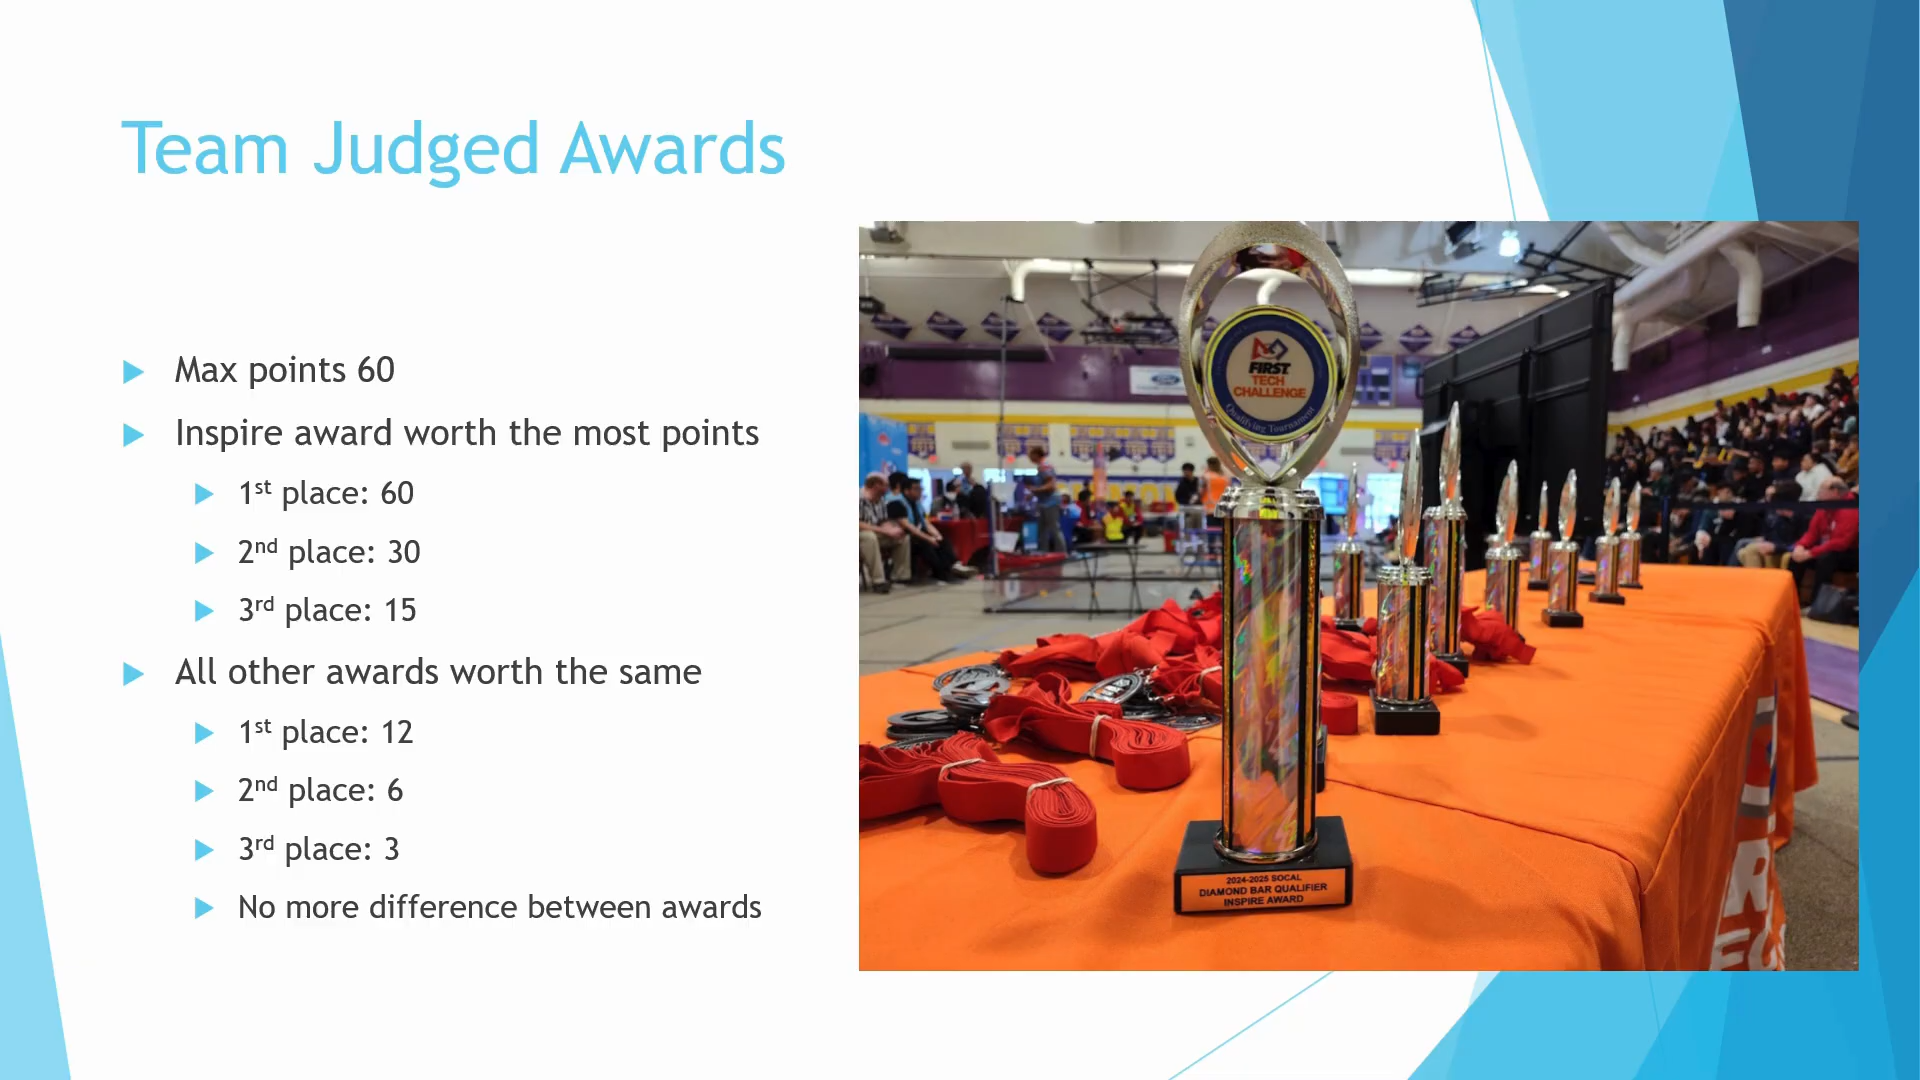 Team Judged Awards
Max points 60
Inspire award worth the most points
1st place: 60
2nd place: 30
3rd place: 15
All other awards worth the same
1st place: 12
2nd place: 6
3rd place: 3
No more difference between awards
FIRST
TECH
CHALLENGE
Qualifying Tournament
2024-2025 SOCAL
DIAMOND BAR QUALIFIER
INSPIRE AWARD